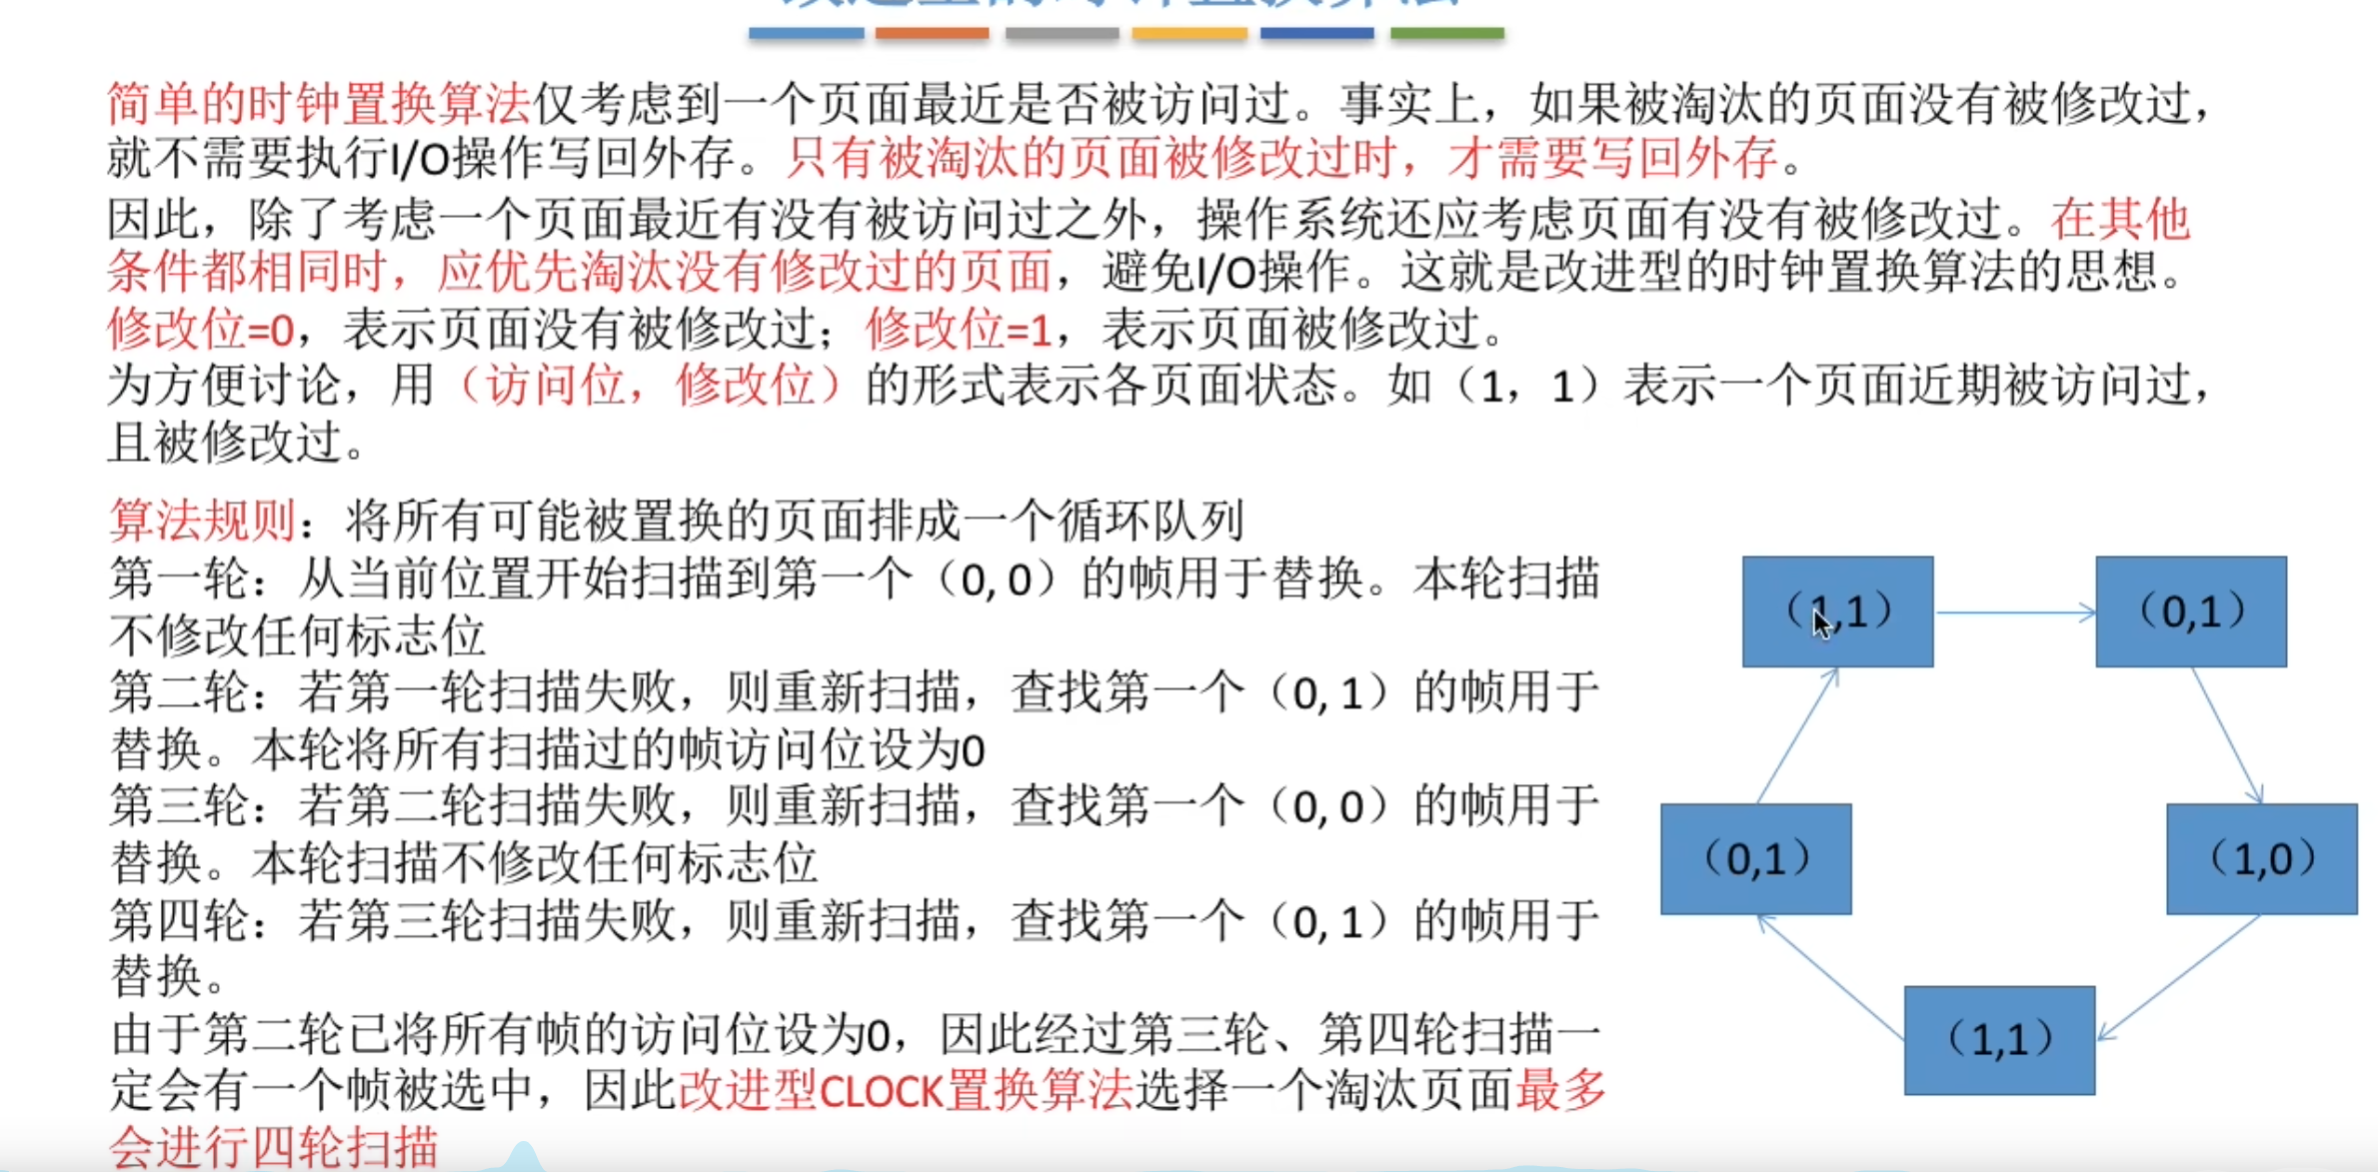 简单的时钟置换算法仅考虑到一个页面最近是否被访问过。事实上，如果被淘汰的页面没有被修改过，
就不需要执行I/O操作写回外存。只有被淘汰的页面被修改过时，才需要写回外存。
因此，除了考虑一个页面最近有没有被访问过之外，操作系统还应考虑页面有没有被修改过。在其他
条件都相同时，应优先淘汰没有修改过的页面，避免I/O操作。这就是改进型的时钟置换算法的思想。
修改位=0，表示页面没有被修改过；修改位=1，表示页面被修改过。
为方便讨论，用（访问位，修改位）的形式表示各页面状态。如（1，1）表示一个页面近期被访问过，
且被修改过。
算法规则：将所有可能被置换的页面排成一个循环队列
第一轮：从当前位置开始扫描到第一个（0, 0）的帧用于替换。本轮扫描
不修改任何标志位
第二轮：若第一轮扫描失败，则重新扫描，查找第一个（0, 1）的帧用于
替换。本轮将所有扫描过的帧访问位设为0
第三轮：若第二轮扫描失败，则重新扫描，查找第一个（0, 0）的帧用于
替换。本轮扫描不修改任何标志位
第四轮：若第三轮扫描失败，则重新扫描，查找第一个（0, 1）的帧用于
替换。
由于第二轮已将所有帧的访问位设为0，因此经过第三轮、第四轮扫描一
定会有一个帧被选中，因此改进型CLOCK置换算法选择一个淘汰页面最多
会进行四轮扫描
（1,1）
（0,1）
（1,0）
（1,1）
（0,1）